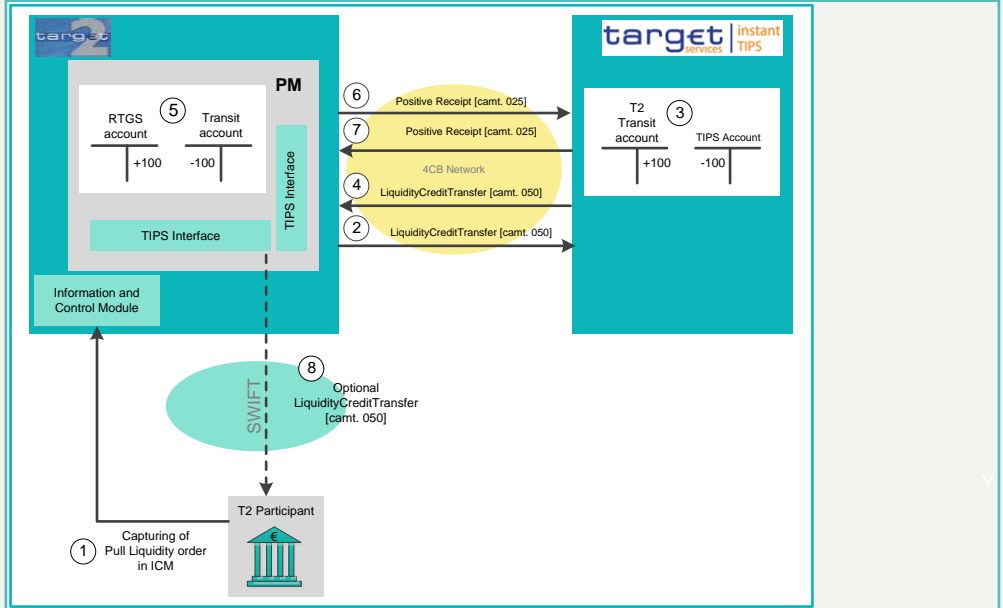 target
2
target
services
instant
TIPS
PM
5
RTGS
account
Transit
account
+100
-100
TIPS Interface
TIPS Interface
Information and
Control Module
6
Positive Receipt [camt. 025]
7
Positive Receipt [camt. 025]
4CB Network
4
LiquidityCreditTransfer [camt. 050]
2
LiquidityCreditTransfer [camt. 050]
T2
Transit
account
3
TIPS Account
+100
-100
8
Optional
LiquidityCreditTransfer
[camt. 050]
SWIFT
T2 Participant
€
1
Capturing of
Pull Liquidity order
in ICM
Y